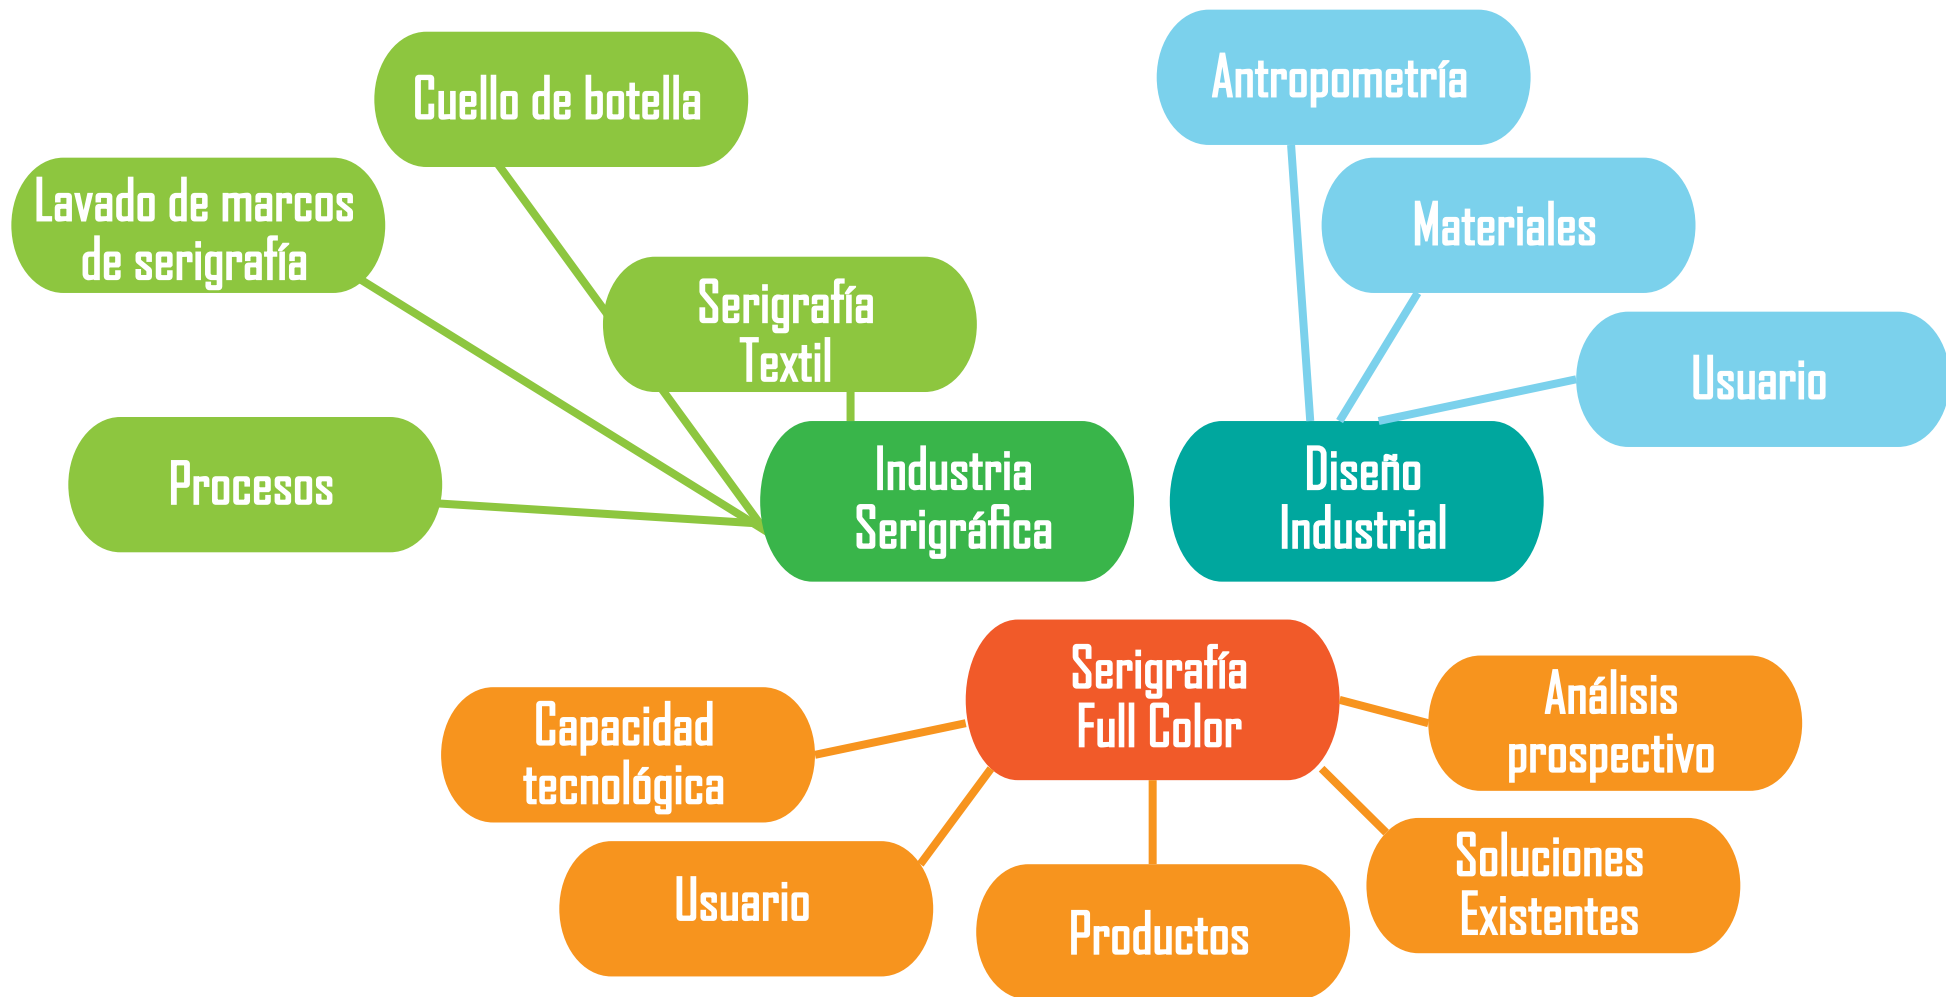 Cuello de botella
Lavado de marcos
de serigrafía
Serigrafía
Textil
Procesos
Industria
Serigráfica
Antropometría
Materiales
Usuario
Diseño
Industrial
Serigrafía
Full Color
Capacidad
tecnológica
Usuario
Productos
Análisis
prospectivo
Soluciones
Existentes